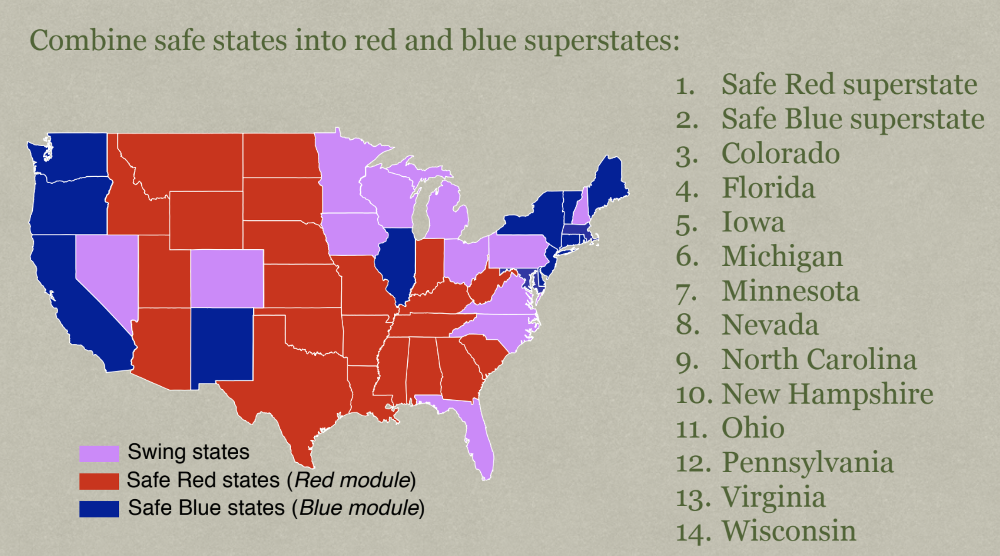 Combine safe states into red and blue superstates:
1. Safe Red superstate
2. Safe Blue superstate
3. Colorado
4. Florida
5. Iowa
6. Michigan
7. Minnesota
8. Nevada
9. North Carolina
10. New Hampshire
11. Ohio
12. Pennsylvania
13. Virginia
14. Wisconsin
Swing states
Safe Red states (Red module)
Safe Blue states (Blue module)